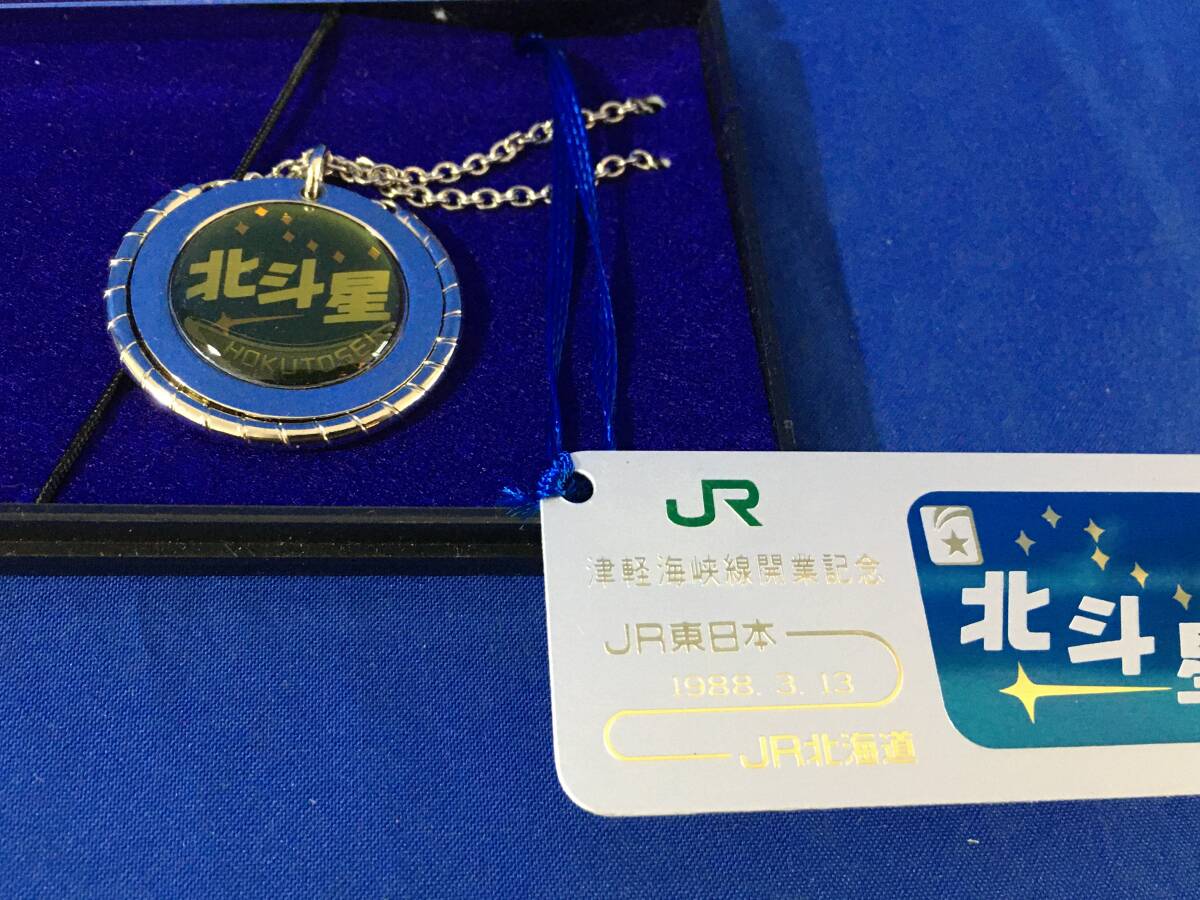 北斗星
HOKUTOSEI
JR
津軽海峡線開業記念
JR東日本
1988. 3. 13
JR北海道
北斗星